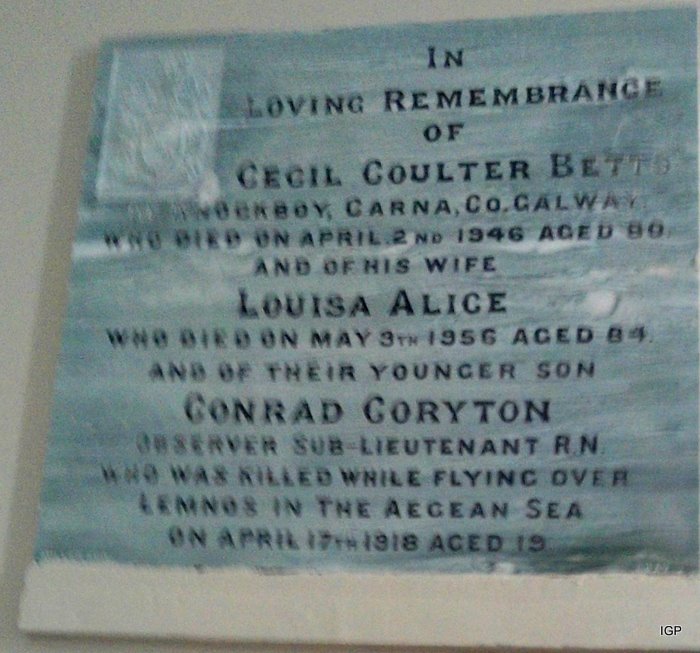 IN
LOVING REMEMBRANCE
OF
CECIL COULTER BETTS
KNOCKBOY, CARNA, CO. GALWAY.
WHO DIED ON APRIL 2ND 1946 AGED 80.
AND OF HIS WIFE
LOUISA ALICE
WHO DIED ON MAY 9TH 1956 AGED 84.
AND OF THEIR YOUNGER SON
CONRAD CORYTON
OBSERVER SUB-LIEUTENANT R.N.
WHO WAS KILLED WHILE FLYING OVER
LEMNOS IN THE AEGEAN SEA
ON APRIL 17TH 1918 AGED 19
IGP